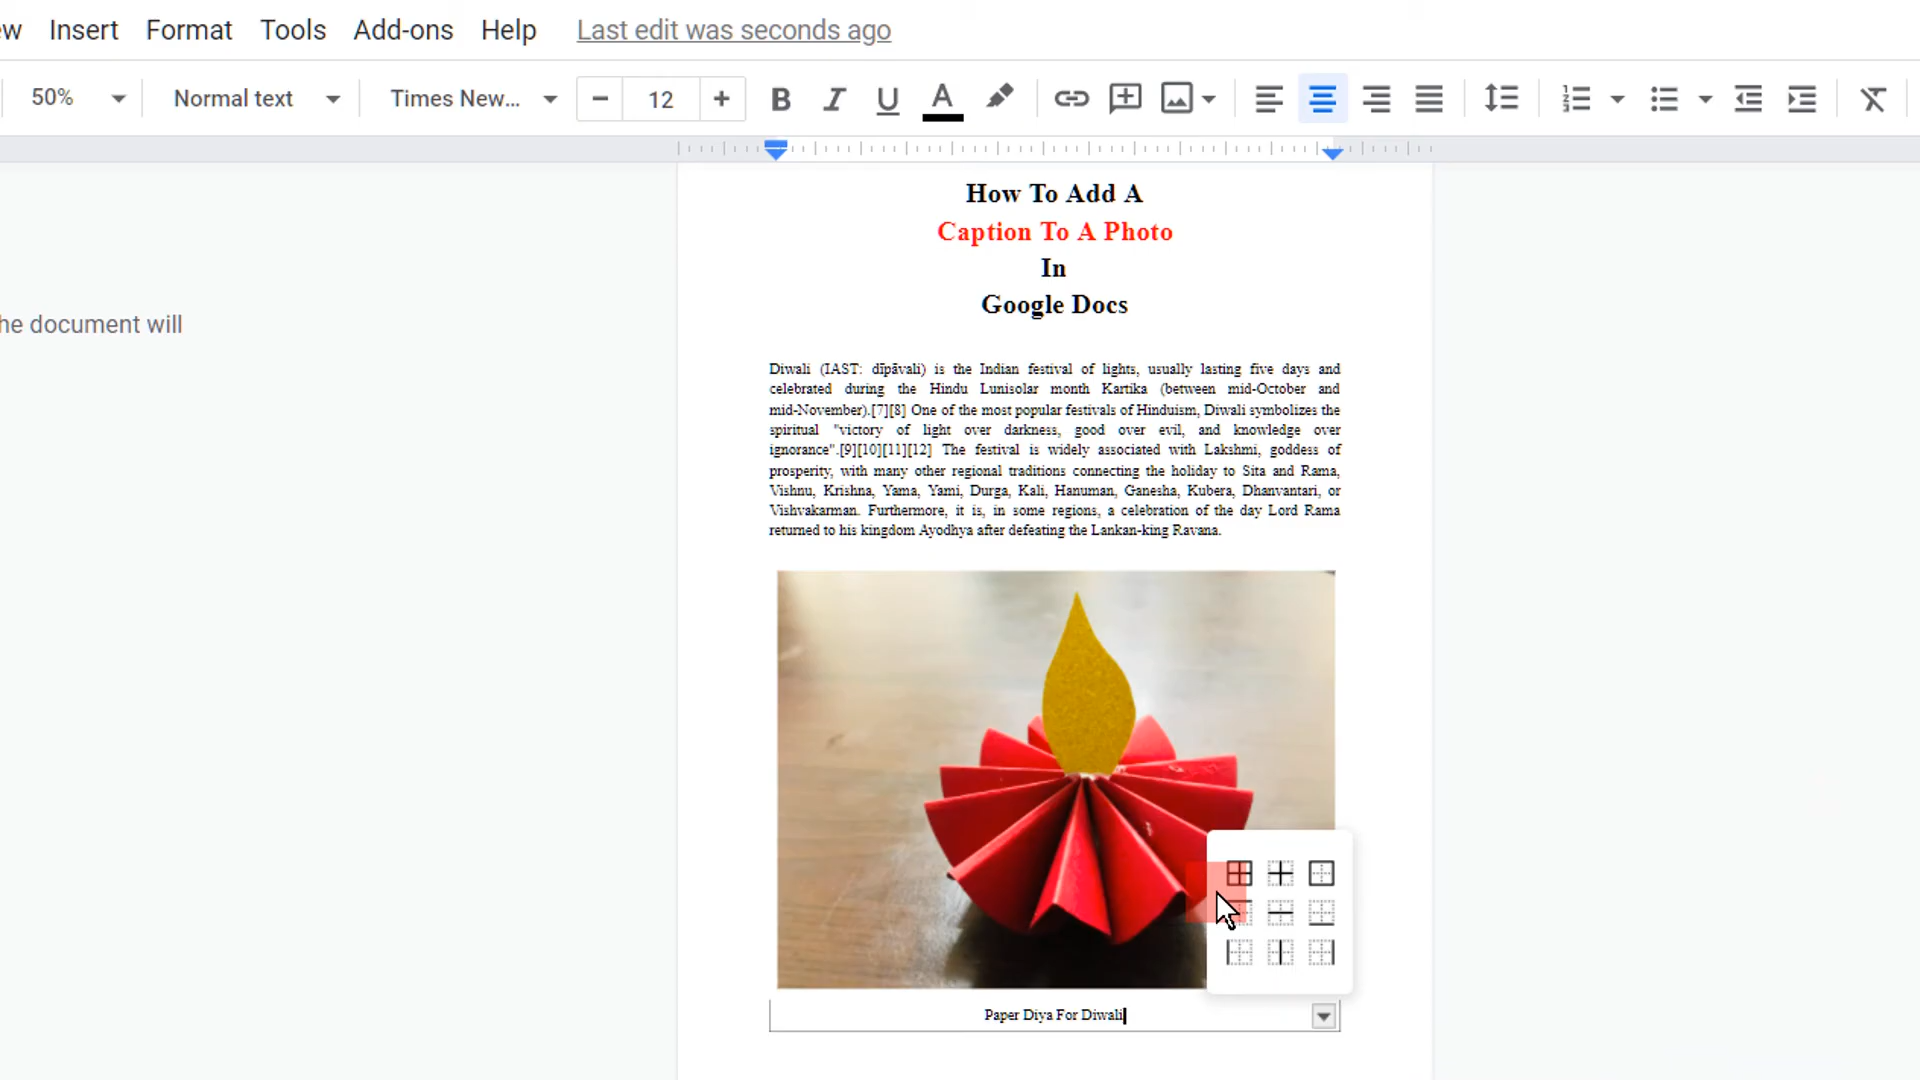 ew Insert Format Tools Add-ons Help Last edit was seconds ago
50% Normal text Times New... 12 B I U A
How To Add A
Caption To A Photo
In
Google Docs
he document will
Diwali (IAST: dīpāvali) is the Indian festival of lights, usually lasting five days and
celebrated during the Hindu Lunisolar month Kartika (between mid-October and
mid-November).[7][8] One of the most popular festivals of Hinduism, Diwali symbolizes the
spiritual "victory of light over darkness, good over evil, and knowledge over
ignorance".[9][10][11][12] The festival is widely associated with Lakshmi, goddess of
prosperity, with many other regional traditions connecting the holiday to Sita and Rama,
Vishnu, Krishna, Yama, Yami, Durga, Kali, Hanuman, Ganesha, Kubera, Dhanvantari, or
Vishvakarman. Furthermore, it is, in some regions, a celebration of the day Lord Rama
returned to his kingdom Ayodhya after defeating the Lankan-king Ravana.
Paper Diya For Diwali